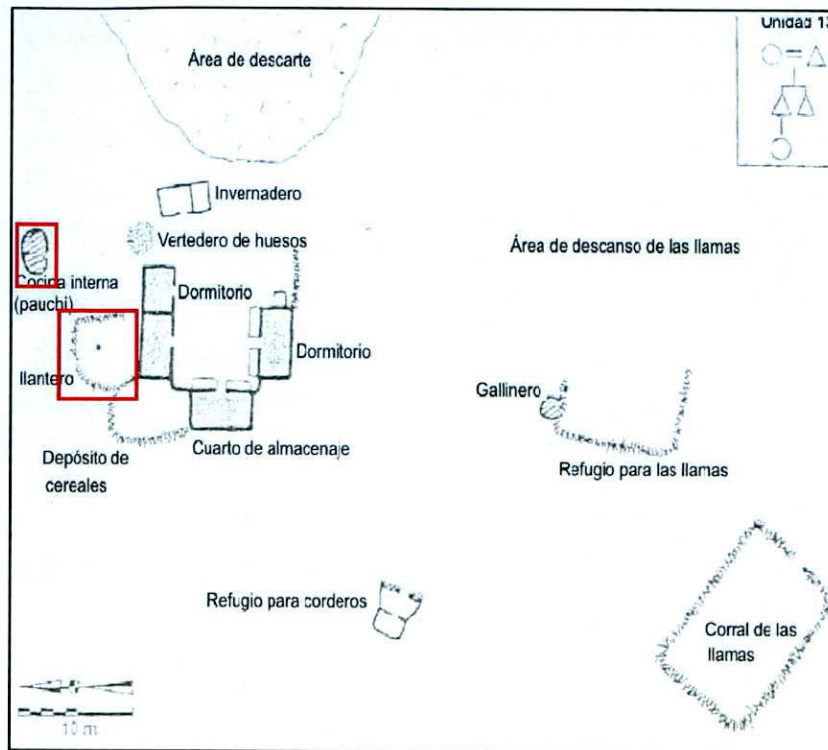 Unidad 13
Área de descarte
Invernadero
Vertedero de huesos
Área de descanso de las llamas
Cocina interna
(pauchi)
Dormitorio
Dormitorio
llantero
Gallinero
Cuarto de almacenaje
Refugio para las llamas
Depósito de
cereales
Refugio para corderos
Corral de las
llamas
10 m